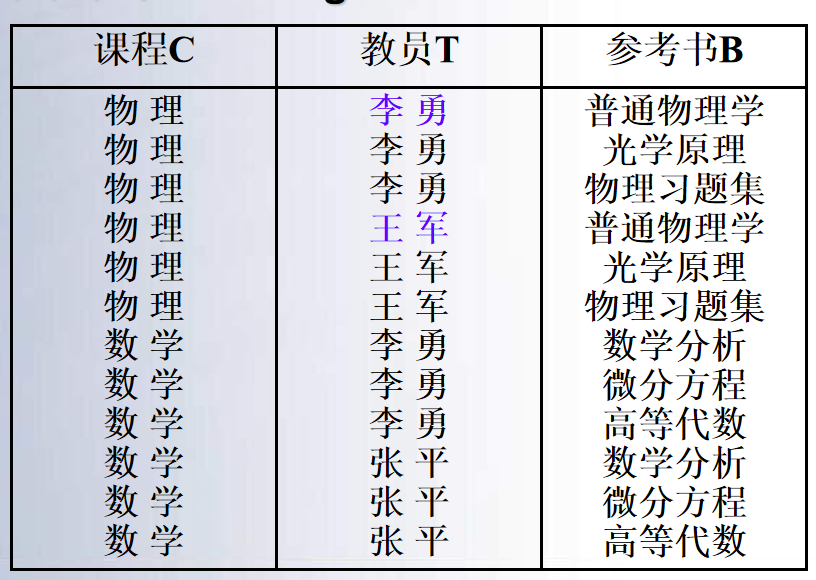 课程C 教员T 参考书B
物 理 李 勇 普通物理学
物 理 李 勇 光学原理
物 理 李 勇 物理习题集
物 理 王 军 普通物理学
物 理 王 军 光学原理
物 理 王 军 物理习题集
数 学 李 勇 数学分析
数 学 李 勇 微分方程
数 学 李 勇 高等代数
数 学 张 平 数学分析
数 学 张 平 微分方程
数 学 张 平 高等代数